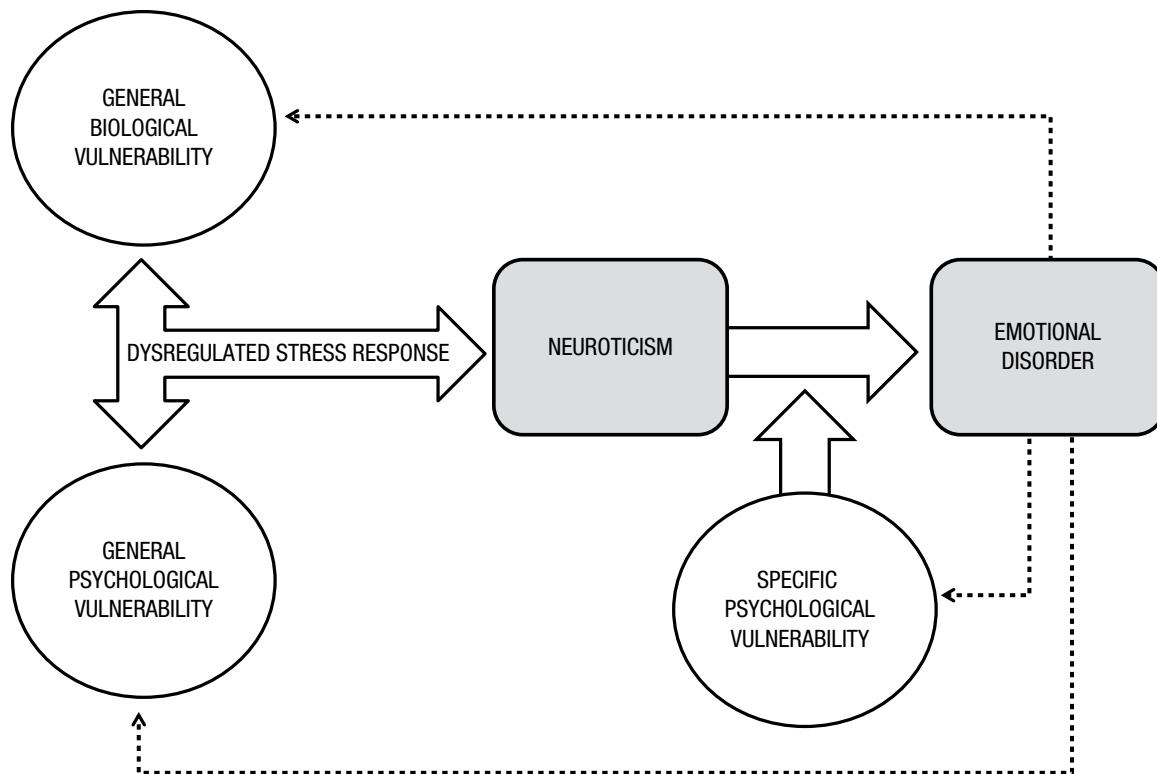 GENERAL
BIOLOGICAL
VULNERABILITY
DYSREGULATED STRESS RESPONSE
NEUROTICISM
EMOTIONAL
DISORDER
GENERAL
PSYCHOLOGICAL
VULNERABILITY
SPECIFIC
PSYCHOLOGICAL
VULNERABILITY